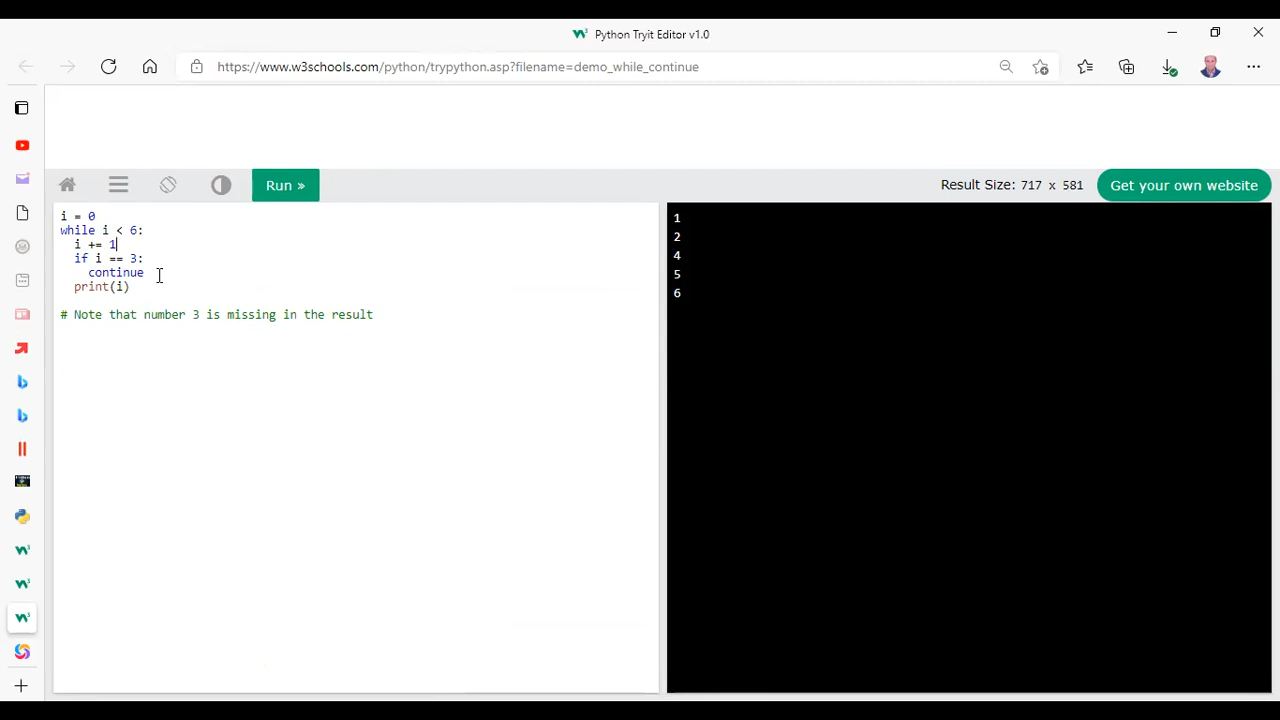 Python Tryit Editor v1.0
https://www.w3schools.com/python/trypython.asp?filename=demo_while_continue
Run »
Result Size: 717 x 581
Get your own website
i = 0
while i < 6:
  i += 1
  if i == 3:
    continue
  print(i)
# Note that number 3 is missing in the result
1
2
4
5
6